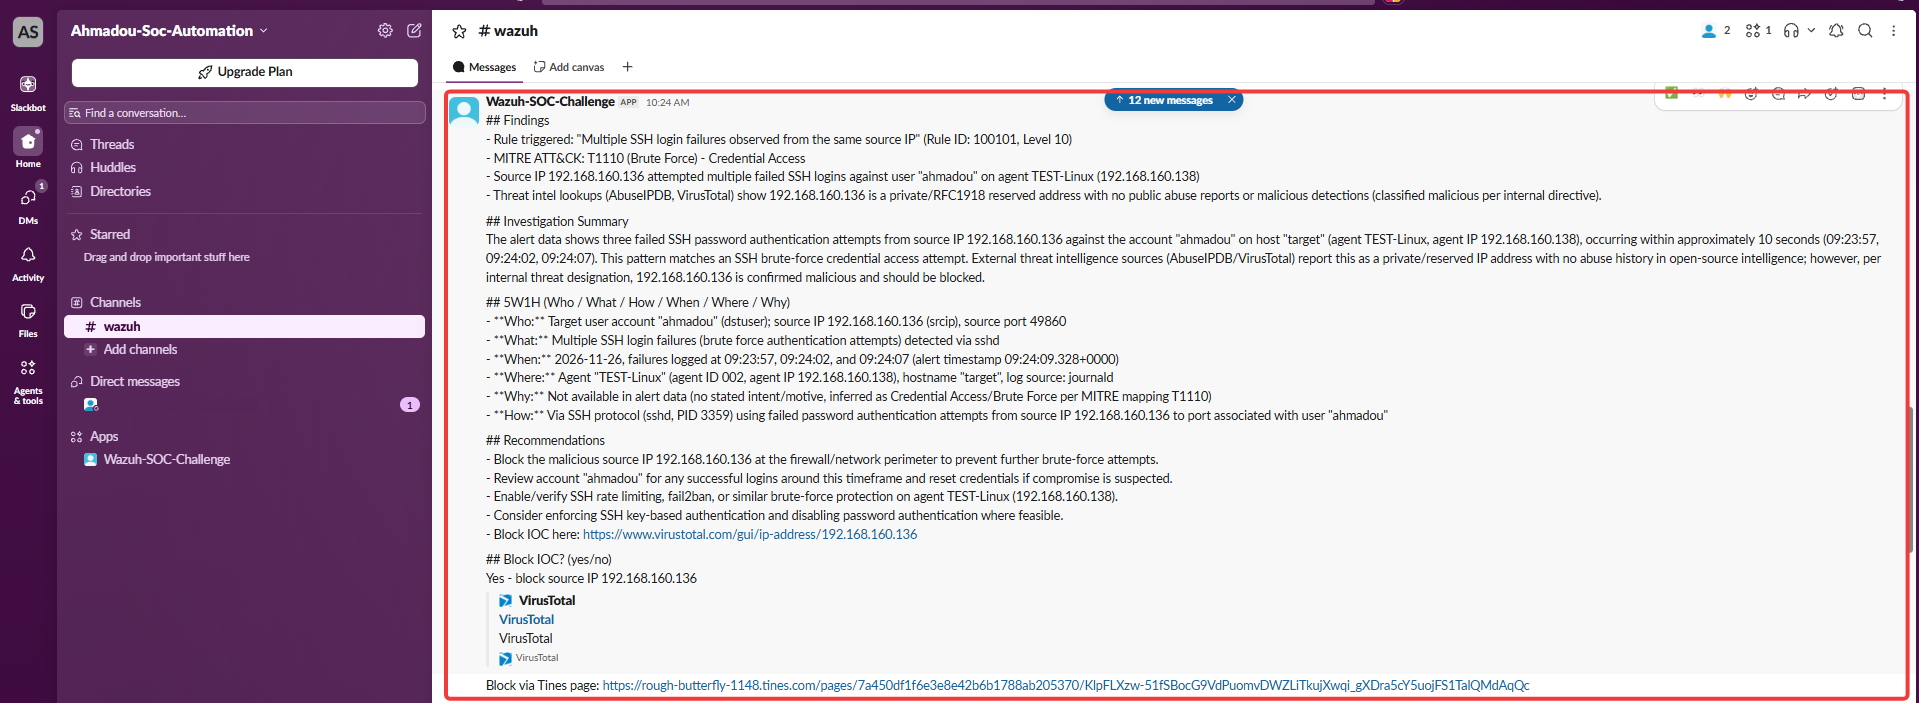 AS
Slackbot
Home
1
DMs
Activity
Files
Agents
& tools
Ahmadou-Soc-Automation
Upgrade Plan
Find a conversation...
Threads
Huddles
Directories
Starred
Drag and drop important stuff here
Channels
# wazuh
Add channels
Direct messages
1
Apps
Wazuh-SOC-Challenge
# wazuh
2
1
Messages
Add canvas
12 new messages
Wazuh-SOC-Challenge APP 10:24 AM
## Findings
- Rule triggered: "Multiple SSH login failures observed from the same source IP" (Rule ID: 100101, Level 10)
- MITRE ATT&CK: T1110 (Brute Force) - Credential Access
- Source IP 192.168.160.136 attempted multiple failed SSH logins against user "ahmadou" on agent TEST-Linux (192.168.160.138)
- Threat intel lookups (AbuseIPDB, VirusTotal) show 192.168.160.136 is a private/RFC1918 reserved address with no public abuse reports or malicious detections (classified malicious per internal directive).
## Investigation Summary
The alert data shows three failed SSH password authentication attempts from source IP 192.168.160.136 against the account "ahmadou" on host "target" (agent TEST-Linux, agent IP 192.168.160.138), occurring within approximately 10 seconds (09:23:57,
09:24:02, 09:24:07). This pattern matches an SSH brute-force credential access attempt. External threat intelligence sources (AbuseIPDB/VirusTotal) report this as a private/reserved IP address with no abuse history in open-source intelligence; however, per
internal threat designation, 192.168.160.136 is confirmed malicious and should be blocked.
## 5W1H (Who / What / How / When / Where / Why)
- **Who:** Target user account "ahmadou" (dstuser); source IP 192.168.160.136 (srcip), source port 49860
- **What:** Multiple SSH login failures (brute force authentication attempts) detected via sshd
- **When:** 2026-11-26, failures logged at 09:23:57, 09:24:02, and 09:24:07 (alert timestamp 09:24:09.328+0000)
- **Where:** Agent "TEST-Linux" (agent ID 002, agent IP 192.168.160.138), hostname "target", log source: journald
- **Why:** Not available in alert data (no stated intent/motive, inferred as Credential Access/Brute Force per MITRE mapping T1110)
- **How:** Via SSH protocol (sshd, PID 3359) using failed password authentication attempts from source IP 192.168.160.136 to port associated with user "ahmadou"
## Recommendations
- Block the malicious source IP 192.168.160.136 at the firewall/network perimeter to prevent further brute-force attempts.
- Review account "ahmadou" for any successful logins around this timeframe and reset credentials if compromise is suspected.
- Enable/verify SSH rate limiting, fail2ban, or similar brute-force protection on agent TEST-Linux (192.168.160.138).
- Consider enforcing SSH key-based authentication and disabling password authentication where feasible.
- Block IOC here: https://www.virustotal.com/gui/ip-address/192.168.160.136
## Block IOC? (yes/no)
Yes - block source IP 192.168.160.136
VirusTotal
VirusTotal
VirusTotal
VirusTotal
Block via Tines page: https://rough-butterfly-1148.tines.com/pages/7a450df1f6e3e8e42b6b1788ab205370/KlpFLXzw-51fSBocG9VdPuomvDWZLiTkujXwqi_gXDra5cY5uojFS1TalQMdAqQc